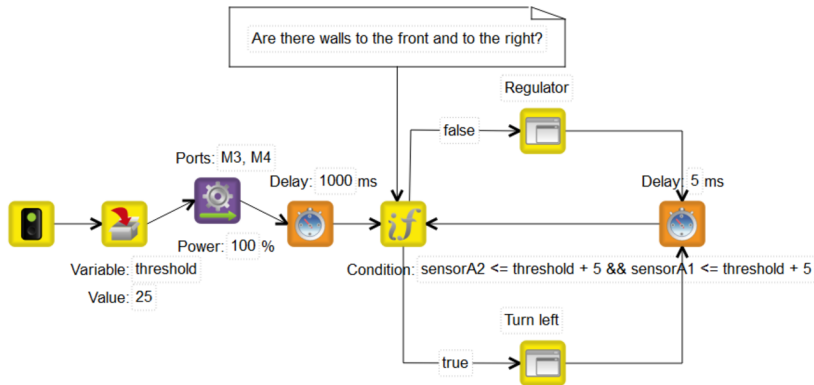 Are there walls to the front and to the right?
Regulator
false
Ports: M3, M4
Delay: 1000 ms
Delay: 5 ms
if
Power: 100 %
Variable: threshold
Condition: sensorA2 <= threshold + 5 && sensorA1 <= threshold + 5
Value: 25
Turn left
true